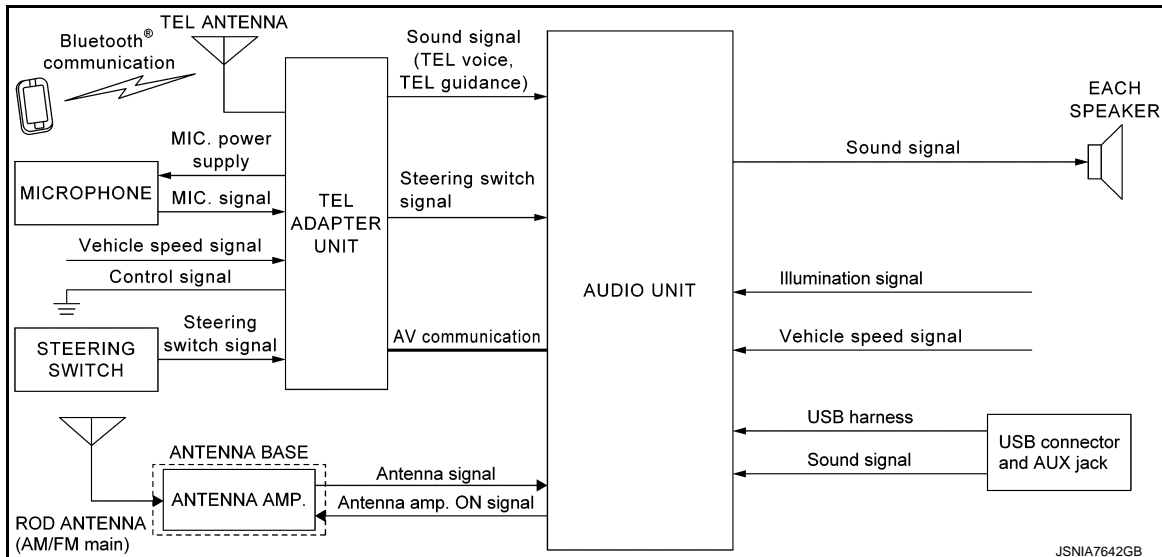 TEL ANTENNA
Bluetooth®
communication
Sound signal
(TEL voice,
TEL guidance)
EACH
SPEAKER
MIC. power
supply
Sound signal
MICROPHONE
MIC. signal
TEL
ADAPTER
UNIT
Steering switch
signal
Vehicle speed signal
Control signal
AUDIO UNIT
Illumination signal
Steering
switch signal
STEERING
SWITCH
AV communication
Vehicle speed signal
USB harness
Sound signal
USB connector
and AUX jack
ANTENNA BASE
ANTENNA AMP.
Antenna signal
Antenna amp. ON signal
ROD ANTENNA
(AM/FM main)
JSNIA7642GB